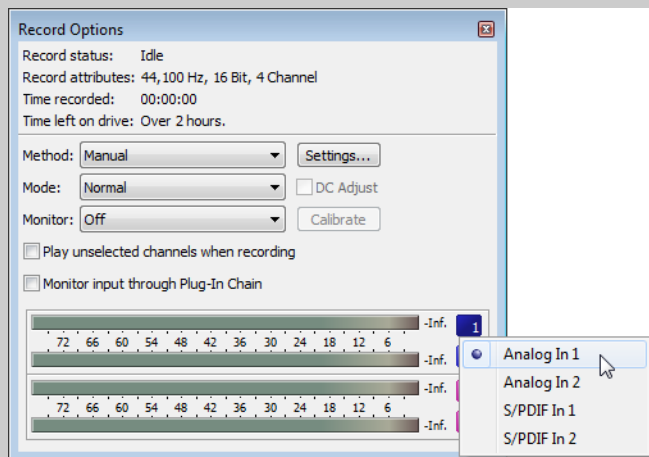 Record Options
Record status: Idle
Record attributes: 44,100 Hz, 16 Bit, 4 Channel
Time recorded: 00:00:00
Time left on drive: Over 2 hours.
Method: Manual Settings...
Mode: Normal DC Adjust
Monitor: Off Calibrate
Play unselected channels when recording
Monitor input through Plug-In Chain
-Inf. 1
72 66 60 54 48 42 36 30 24 18 12 6
-Inf.
-Inf.
72 66 60 54 48 42 36 30 24 18 12 6
-Inf.
Analog In 1
Analog In 2
S/PDIF In 1
S/PDIF In 2